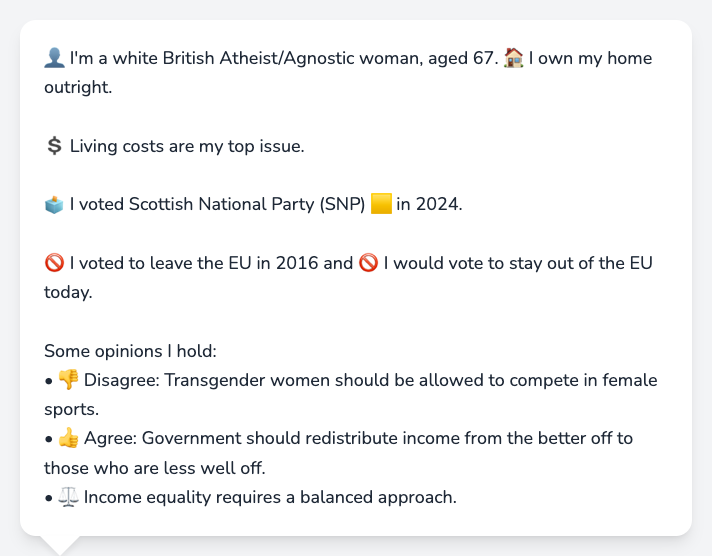 👤 I'm a white British Atheist/Agnostic woman, aged 67. 🏠 I own my home
outright.
💲 Living costs are my top issue.
🗳️ I voted Scottish National Party (SNP) 🟨 in 2024.
🚫 I voted to leave the EU in 2016 and 🚫 I would vote to stay out of the EU
today.
Some opinions I hold:
• 👎 Disagree: Transgender women should be allowed to compete in female
sports.
• 👍 Agree: Government should redistribute income from the better off to
those who are less well off.
• ⚖️ Income equality requires a balanced approach.